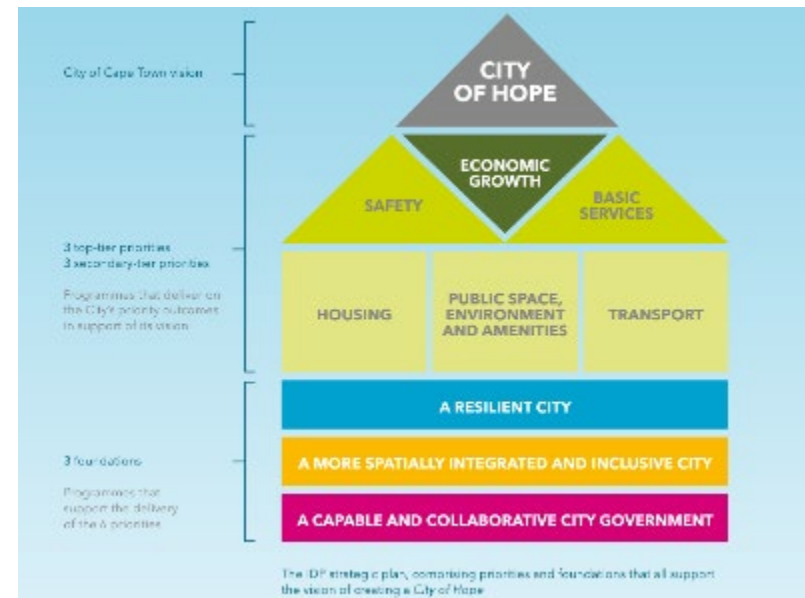 City of Cape Town vision
CITY
OF HOPE
ECONOMIC
GROWTH
SAFETY
BASIC
SERVICES
3 top-tier priorities
3 secondary-tier priorities
Programmes that deliver on
the City's priority outcomes
in support of its vision
HOUSING
PUBLIC SPACE,
ENVIRONMENT
AND AMENITIES
TRANSPORT
A RESILIENT CITY
3 foundations
A MORE SPATIALLY INTEGRATED AND INCLUSIVE CITY
Programmes that
support the delivery
of the 6 priorities
A CAPABLE AND COLLABORATIVE CITY GOVERNMENT
The IDP strategic plan, comprising priorities and foundations that all support
the vision of creating a City of Hope